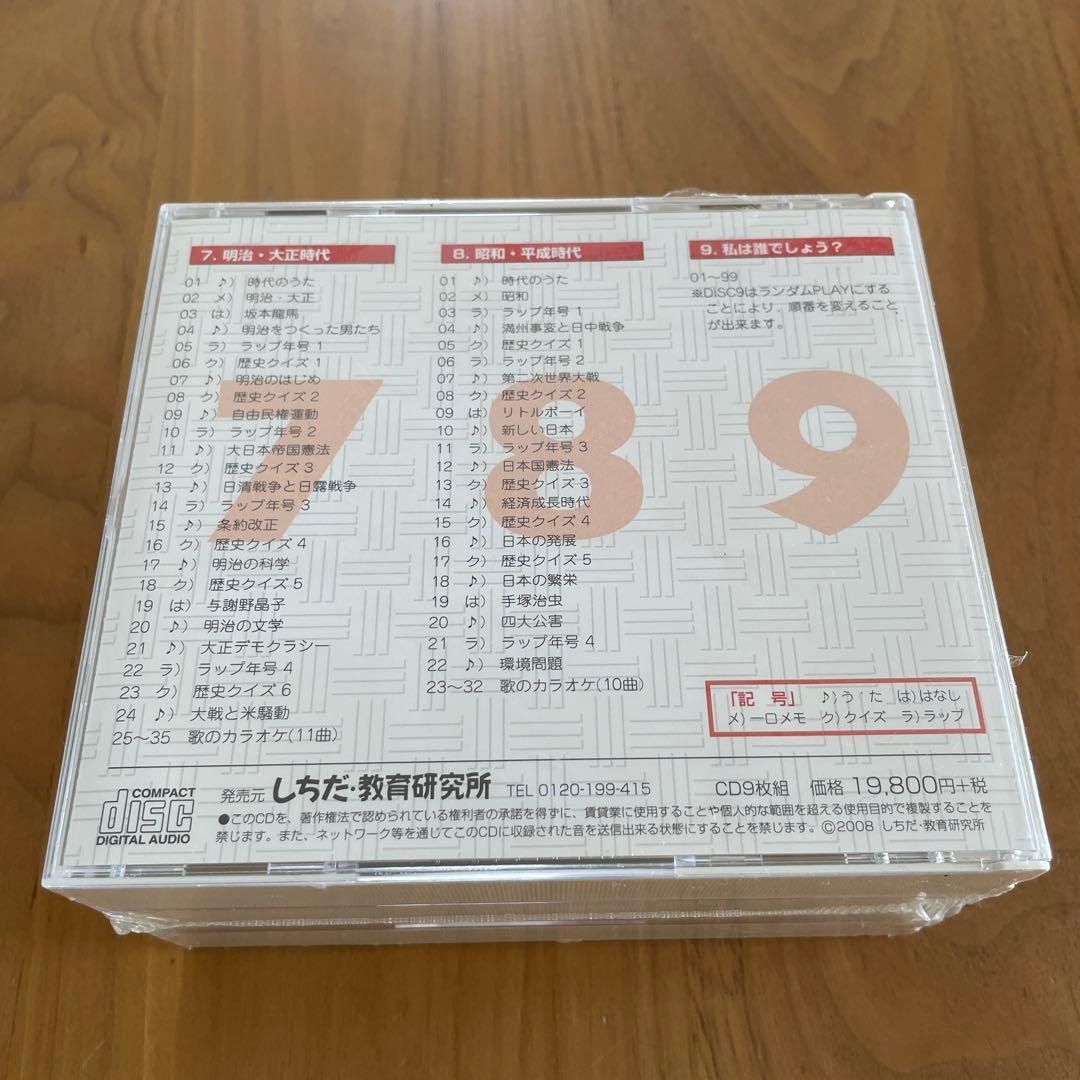 7. 明治・大正時代
01 ♪) 時代のうた
02 メ) 明治・大正
03 は) 坂本龍馬
04 ♪) 明治をつくった男たち
05 ラ) ラップ年号 1
06 ク) 歴史クイズ 1
07 ♪) 明治のはじめ
08 ク) 歴史クイズ 2
09 ♪) 自由民権運動
10 ラ) ラップ年号 2
11 ♪) 大日本帝国憲法
12 ク) 歴史クイズ 3
13 ♪) 日清戦争と日露戦争
14 ラ) ラップ年号 3
15 ♪) 条約改正
16 ク) 歴史クイズ 4
17 ♪) 明治の科学
18 ク) 歴史クイズ 5
19 は) 与謝野晶子
20 ♪) 明治の文学
21 ♪) 大正デモクラシー
22 ラ) ラップ年号 4
23 ク) 歴史クイズ 6
24 ♪) 大戦と米騒動
25～35 歌のカラオケ(11曲)
8. 昭和・平成時代
01 ♪) 時代のうた
02 メ) 昭和
03 ラ) ラップ年号 1
04 ♪) 満州事変と日中戦争
05 ク) 歴史クイズ 1
06 ラ) ラップ年号 2
07 ♪) 第二次世界大戦
08 ク) 歴史クイズ 2
09 は) リトルボーイ
10 ♪) 新しい日本
11 ラ) ラップ年号 3
12 ♪) 日本国憲法
13 ク) 歴史クイズ 3
14 ♪) 経済成長時代
15 ク) 歴史クイズ 4
16 ♪) 日本の発展
17 ク) 歴史クイズ 5
18 ♪) 日本の繁栄
19 は) 手塚治虫
20 ♪) 四大公害
21 ラ) ラップ年号 4
22 ♪) 環境問題
23～32 歌のカラオケ(10曲)
9. 私は誰でしょう？
01～99
※DISC9はランダムPLAYにする
ことにより、順番を変えること
が出来ます。
7 8 9
「記 号」 ♪)う た は)はなし
メ)一口メモ ク)クイズ ラ)ラップ
COMPACT
disc
DIGITAL AUDIO
発売元 しちだ・教育研究所 TEL 0120-199-415 CD9枚組 価格 19,800円+税
●このCDを、著作権法で認められている権利者の承諾を得ずに、賃貸業に使用することや個人的な範囲を超える使用目的で複製することを
禁じます。また、ネットワーク等を通じてこのCDに収録された音を送信出来る状態にすることを禁じます。©2008 しちだ・教育研究所